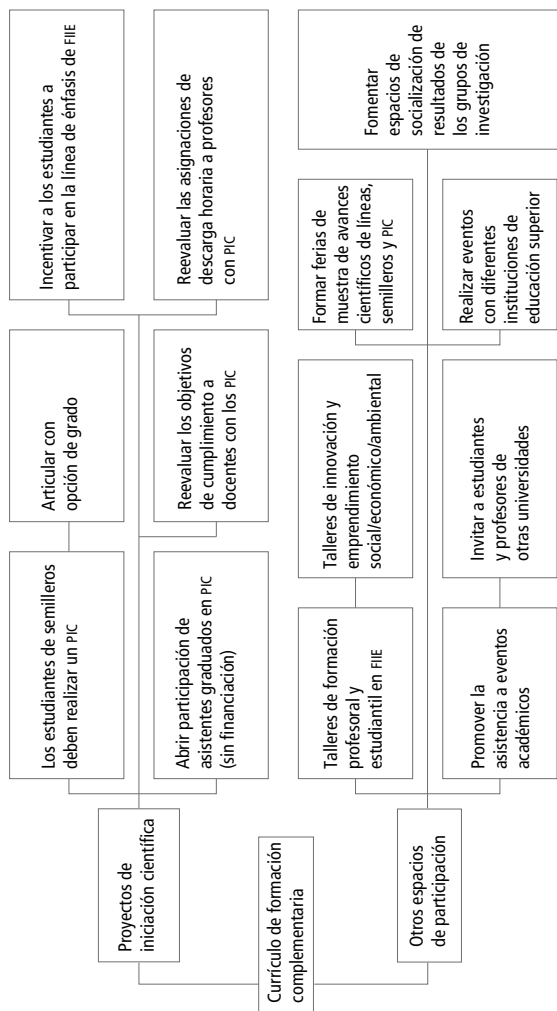 Currículo de formación
complementaria
Proyectos de
iniciación científica
Los estudiantes de semilleros
deben realizar un PIC
Articular con
opción de grado
Incentivar a los estudiantes a
participar en la línea de énfasis de FIIE
Abrir participación de
asistentes graduados en PIC
(sin financiación)
Reevaluar los objetivos
de cumplimiento a
docentes con los PIC
Reevaluar las asignaciones de
descarga horaria a profesores
con PIC
Otros espacios
de participación
Talleres de formación
profesoral y
estudiantil en FIIE
Talleres de innovación y
emprendimiento
social/económico/ambiental
Formar ferias de
muestra de avances
científicos de líneas,
semilleros y PIC
Fomentar
espacios de
socialización de
resultados de
los grupos de
investigación
Promover la
asistencia a eventos
académicos
Invitar a estudiantes
y profesores de
otras universidades
Realizar eventos
con diferentes
instituciones de
educación superior